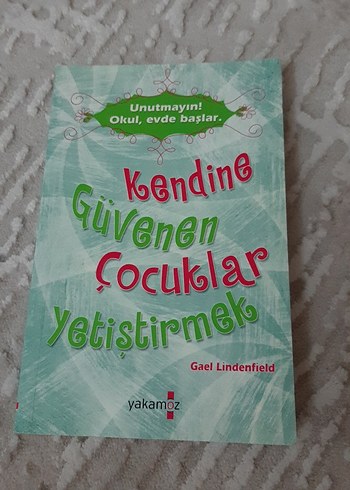 Unutmayın!
Okul, evde başlar.
Kendine
Güvenen
Çocuklar
yetiştirmek
Gael Lindenfield
yakamoz